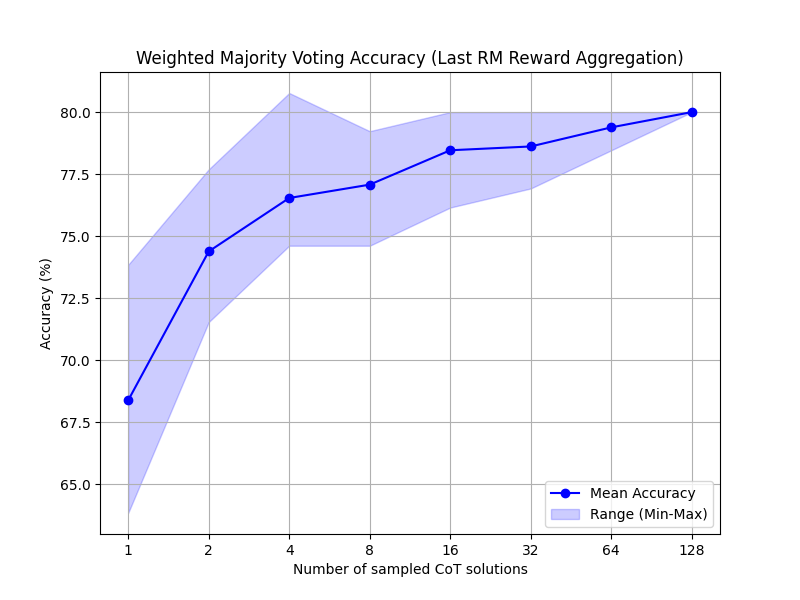 Weighted Majority Voting Accuracy (Last RM Reward Aggregation)
80.0
77.5
75.0
72.5
70.0
67.5
65.0
Accuracy (%)
Mean Accuracy
Range (Min-Max)
1 2 4 8 16 32 64 128
Number of sampled CoT solutions